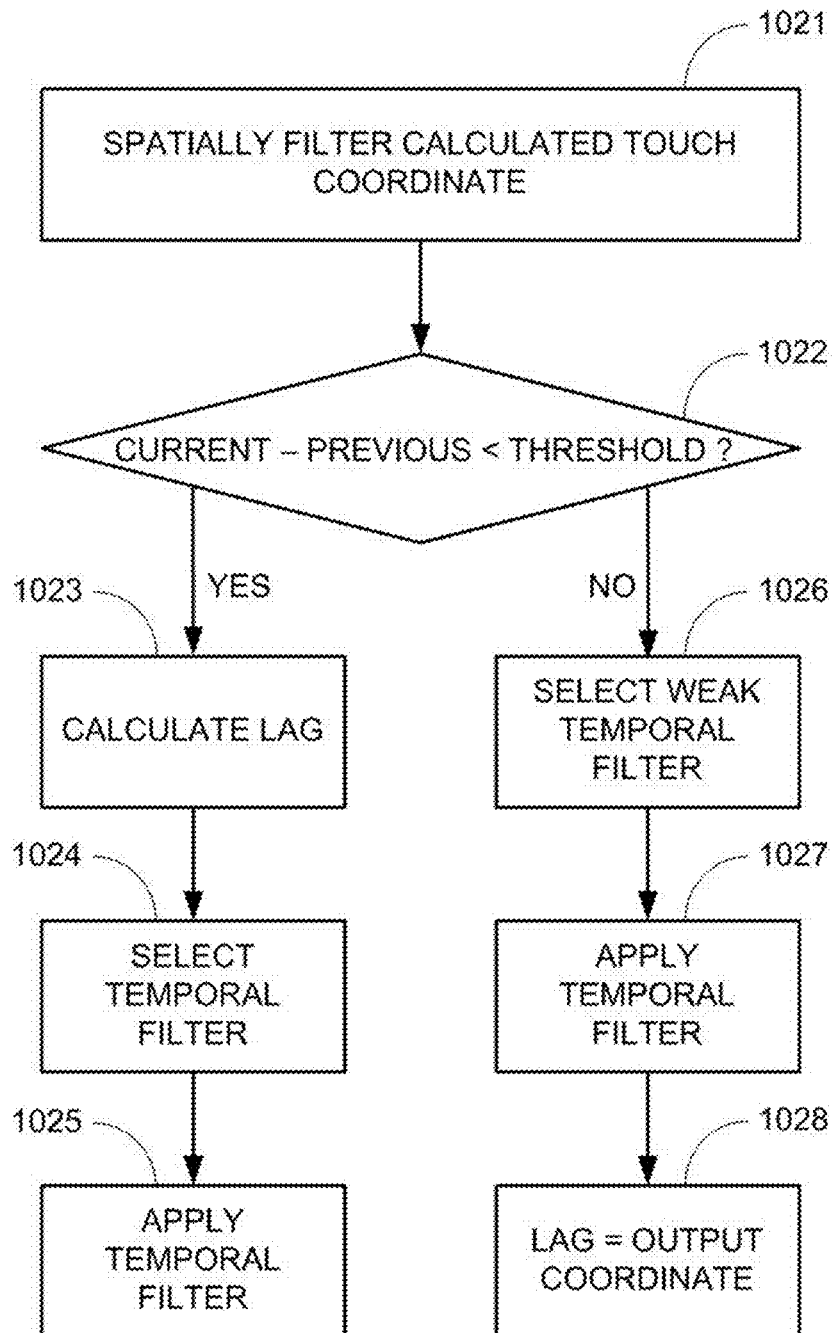 1021
SPATIALLY FILTER CALCULATED TOUCH
COORDINATE
1022
CURRENT – PREVIOUS < THRESHOLD ?
YES
NO
1023
CALCULATE LAG
1026
SELECT WEAK
TEMPORAL
FILTER
1024
SELECT
TEMPORAL
FILTER
1027
APPLY
TEMPORAL
FILTER
1025
APPLY
TEMPORAL
FILTER
1028
LAG = OUTPUT
COORDINATE